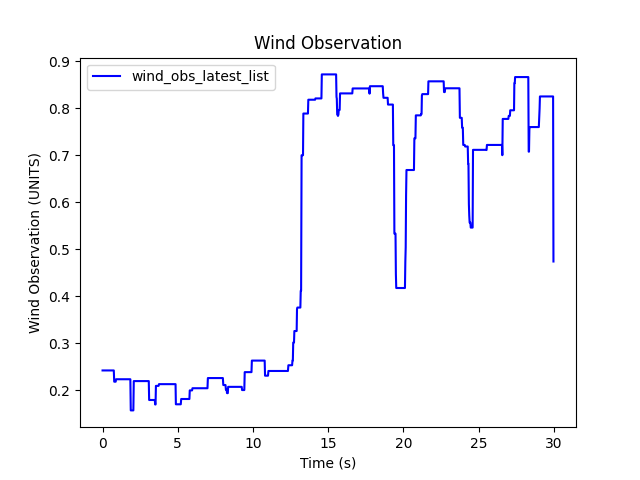 Wind Observation
wind_obs_latest_list
Wind Observation (UNITS)
0.9
0.8
0.7
0.6
0.5
0.4
0.3
0.2
0 5 10 15 20 25 30
Time (s)